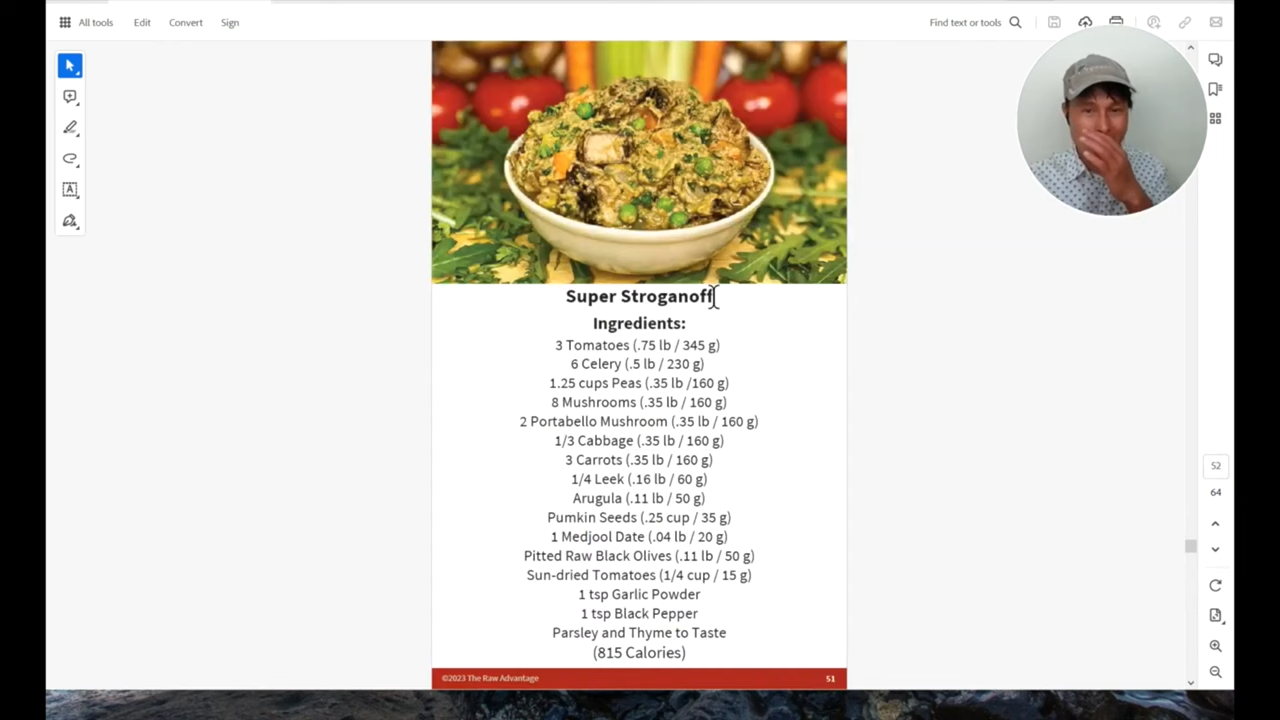 All tools Edit Convert Sign Find text or tools
Super Stroganoff
Ingredients:
3 Tomatoes (.75 lb / 345 g)
6 Celery (.5 lb / 230 g)
1.25 cups Peas (.35 lb /160 g)
8 Mushrooms (.35 lb / 160 g)
2 Portabello Mushroom (.35 lb / 160 g)
1/3 Cabbage (.35 lb / 160 g)
3 Carrots (.35 lb / 160 g)
1/4 Leek (.16 lb / 60 g)
Arugula (.11 lb / 50 g)
Pumkin Seeds (.25 cup / 35 g)
1 Medjool Date (.04 lb / 20 g)
Pitted Raw Black Olives (.11 lb / 50 g)
Sun-dried Tomatoes (1/4 cup / 15 g)
1 tsp Garlic Powder
1 tsp Black Pepper
Parsley and Thyme to Taste
(815 Calories)
©2023 The Raw Advantage 51
52
64